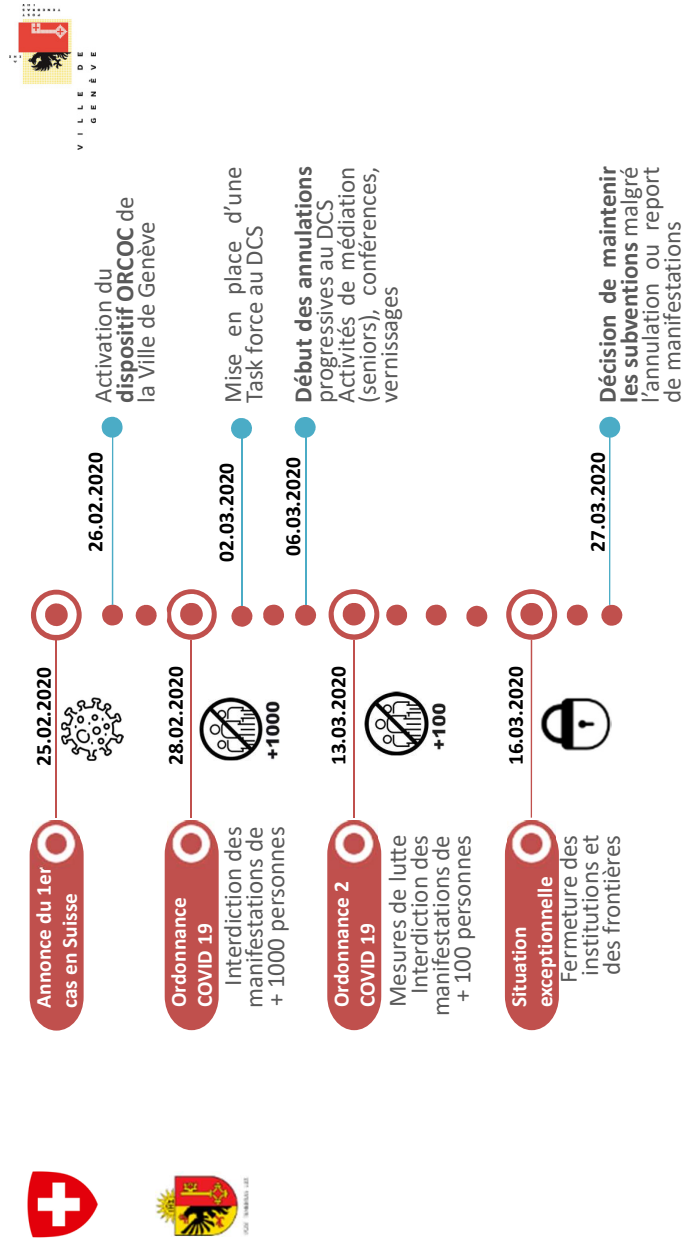 Annonce du 1er
cas en Suisse
25.02.2020
26.02.2020
Activation du
dispositif ORCOC de
la Ville de Genève
Ordonnance
COVID 19
28.02.2020
+1000
Interdiction des
manifestations de
+ 1000 personnes
02.03.2020
Mise en place d’une
Task force au DCS
06.03.2020
Début des annulations
progressives au DCS
Activités de médiation
(seniors), conférences,
vernissages
Ordonnance 2
COVID 19
13.03.2020
+100
Mesures de lutte
Interdiction des
manifestations de
+ 100 personnes
Situation
exceptionnelle
16.03.2020
Fermeture des
institutions et
des frontières
27.03.2020
Décision de maintenir
les subventions malgré
l’annulation ou report
de manifestations
VILLE DE
GENÈVE
POST TENEBRAS LUX